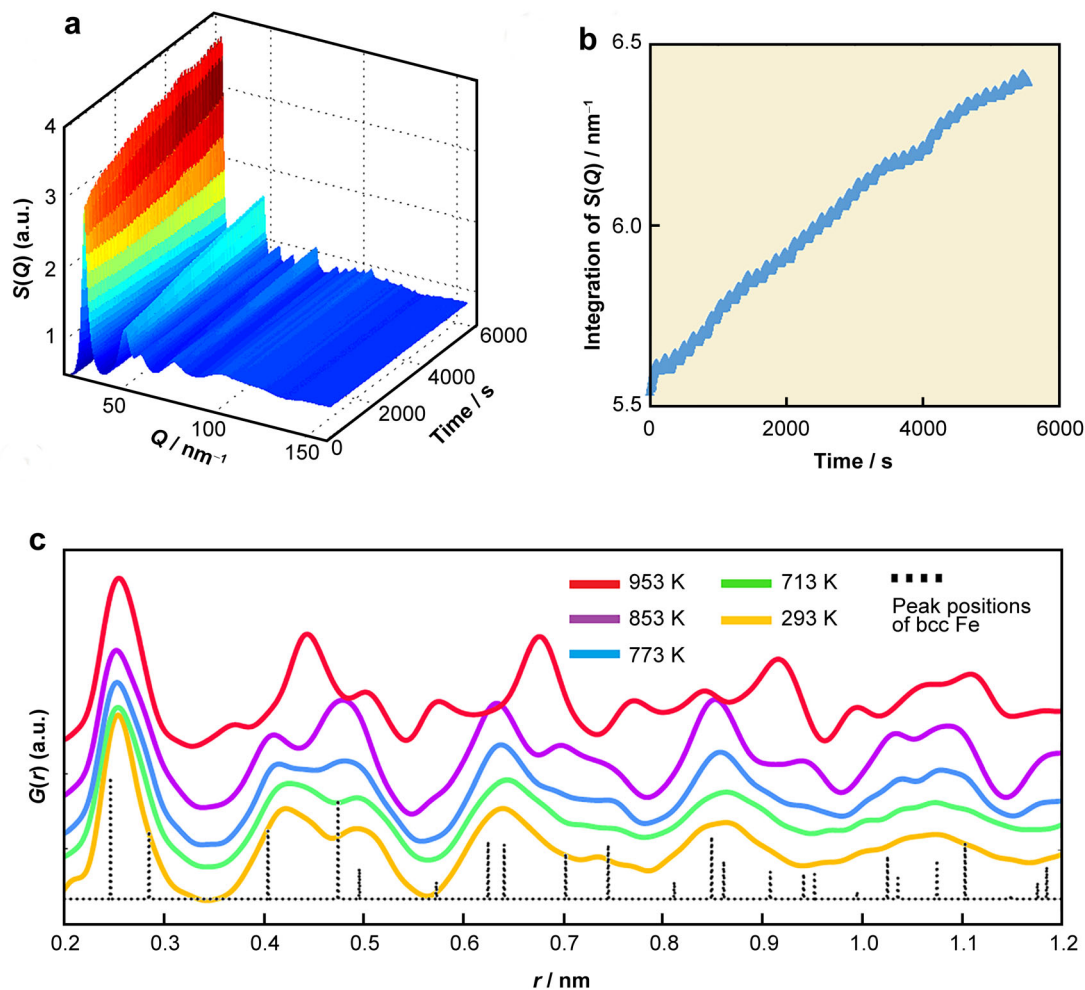 a
4
3
2
1
S(Q) (a.u.)
50
100
150
Q / nm⁻¹
0
2000
4000
6000
Time / s
b
6.5
6.0
5.5
Integration of S(Q) / nm⁻¹
0
2000
4000
6000
Time / s
c
G(r) (a.u.)
953 K
853 K
773 K
713 K
293 K
Peak positions
of bcc Fe
0.2
0.3
0.4
0.5
0.6
0.7
0.8
0.9
1.0
1.1
1.2
r / nm